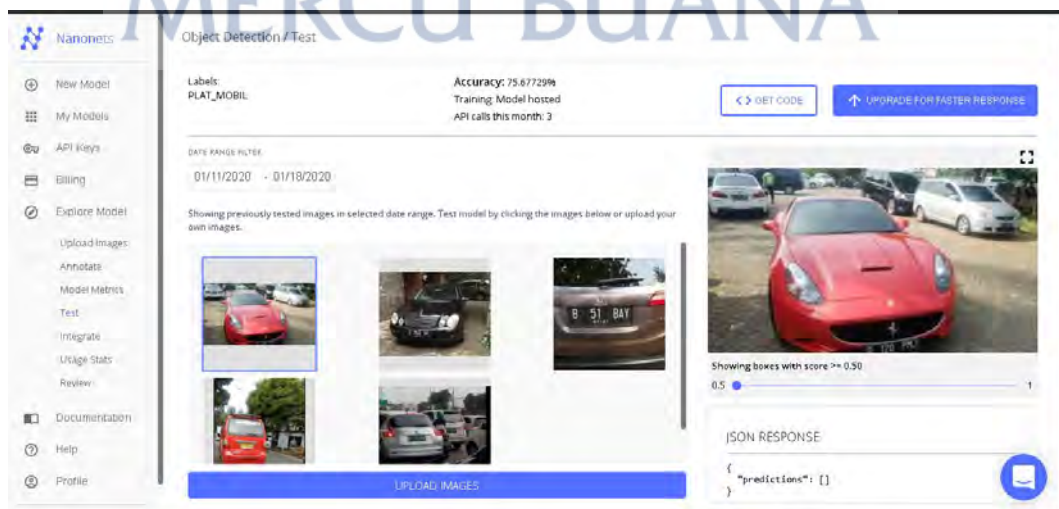 MERCU BUANA
Nanonets
New Model
My Models
API Keys
Billing
Explore Model
Upload Images
Annotate
Model Metrics
Test
Integrate
Usage Stats
Review
Documentation
Help
Profile
Object Detection / Test
Labels:
PLAT_MOBIL
Accuracy: 75.67729%
Training: Model hosted
API calls this month: 3
<> GET CODE
UPGRADE FOR FASTER RESPONSE
DATE RANGE FILTER
01/11/2020 - 01/18/2020
Showing previously tested images in selected date range. Test model by clicking the images below or upload your
own images.
B 51 BAY
UPLOAD IMAGES
Showing boxes with score >= 0.50
0.5
1
JSON RESPONSE
{
"predictions": []
}